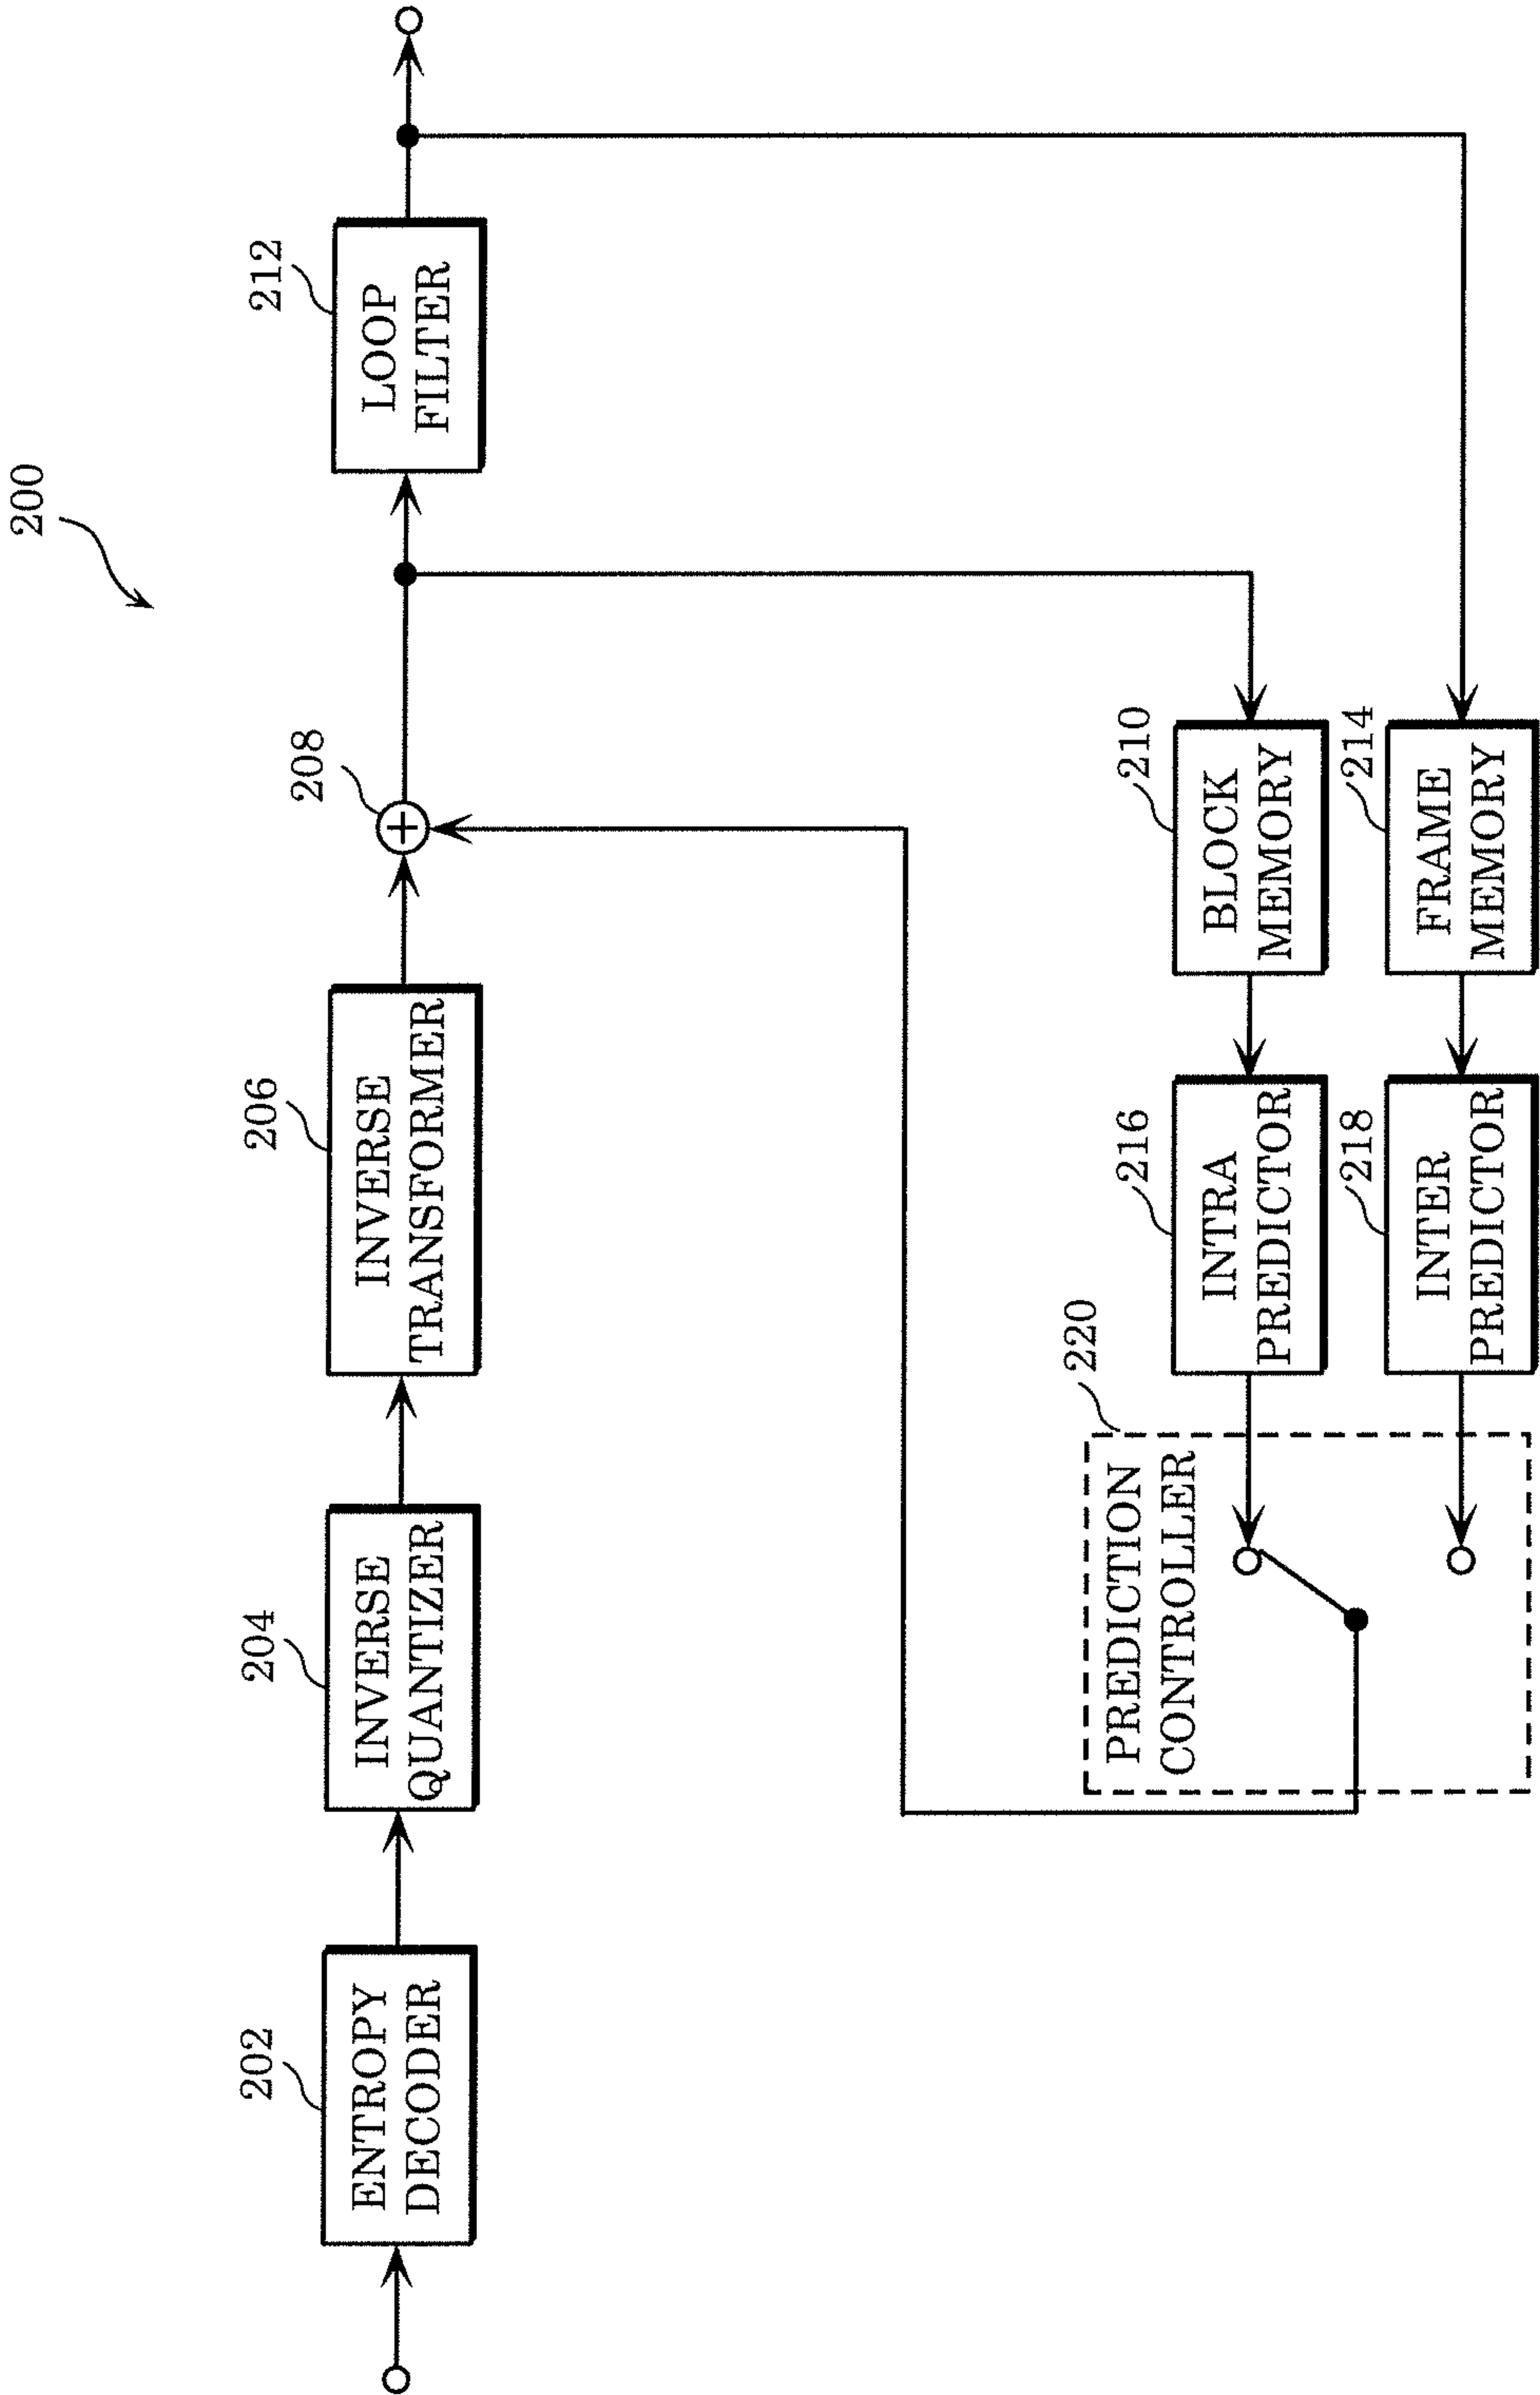 200
202
ENTROPY
DECODER
204
INVERSE
QUANTIZER
206
INVERSE
TRANSFORMER
208
212
LOOP
FILTER
220
PREDICTION
CONTROLLER
216
INTRA
PREDICTOR
210
BLOCK
MEMORY
218
INTER
PREDICTOR
214
FRAME
MEMORY